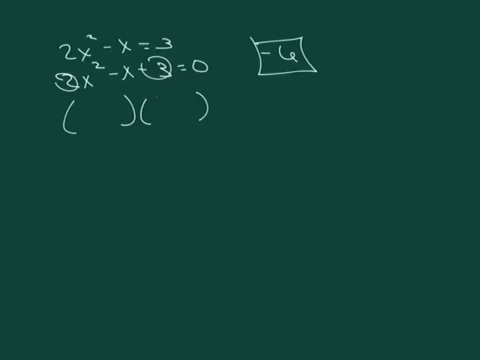 2x² - x = 3
2x² - x + 3 = 0
-6
( )( )